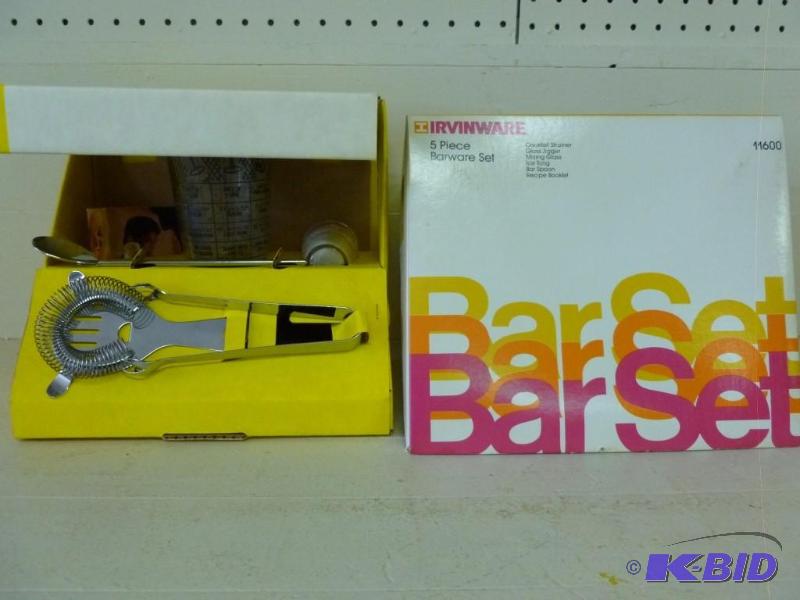 IRVINWARE
5 Piece
Barware Set
Cocktail Strainer
Glass Jigger
Mixing Glass
Ice Tong
Bar Spoon
Recipe Booklet
11600
Bar Set
Bar Set
Bar Set
© K-BID